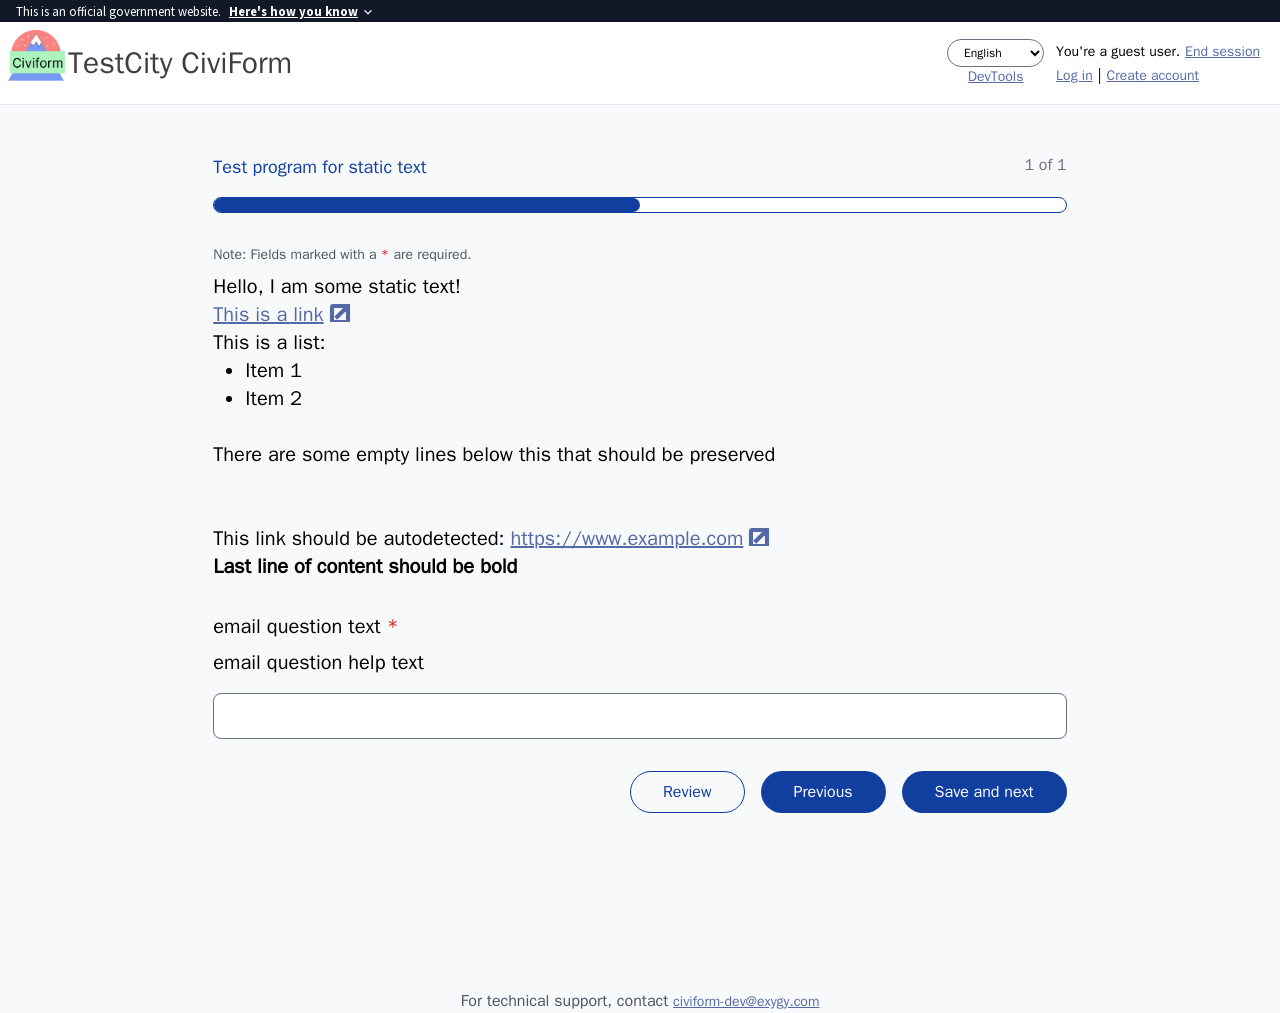 This is an official government website. Here's how you know
Civiform
TestCity CiviForm
English
DevTools
You're a guest user. End session
Log in | Create account
Test program for static text
1 of 1
Note: Fields marked with a * are required.
Hello, I am some static text!
This is a link
This is a list:
• Item 1
• Item 2
There are some empty lines below this that should be preserved
This link should be autodetected: https://www.example.com
Last line of content should be bold
email question text *
email question help text
Review
Previous
Save and next
For technical support, contact civiform-dev@exygy.com